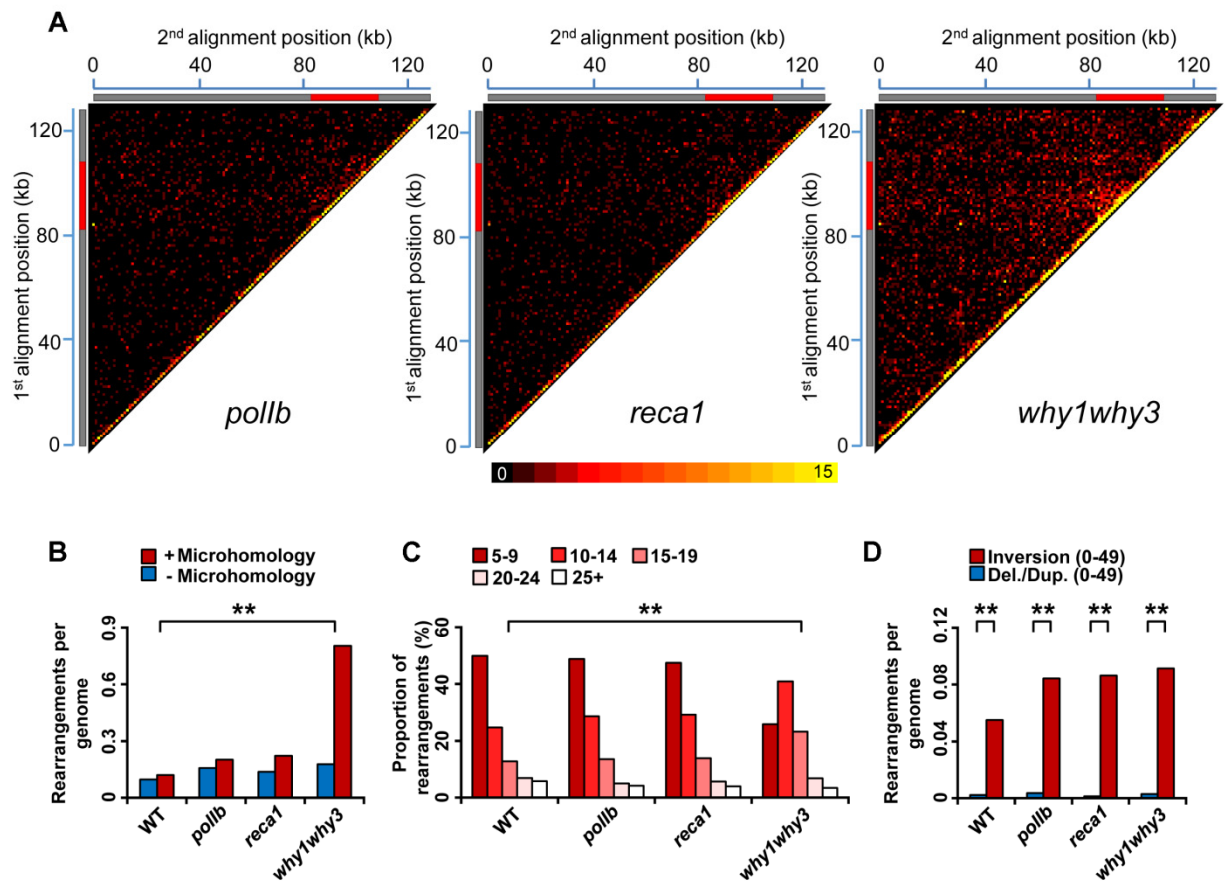 A
2nd alignment position (kb)
0 40 80 120
1st alignment position (kb)
120
80
40
0
polIb
2nd alignment position (kb)
0 40 80 120
1st alignment position (kb)
120
80
40
0
reca1
2nd alignment position (kb)
0 40 80 120
1st alignment position (kb)
120
80
40
0
why1why3
0 15
B
+ Microhomology
- Microhomology
**
Rearrangements per
genome
0.9
0.6
0.3
0
WT
polIb
reca1
why1why3
C
5-9 10-14 15-19
20-24 25+
**
Proportion of
rearrangements (%)
60
40
20
0
WT
polIb
reca1
why1why3
D
Inversion (0-49)
Del./Dup. (0-49)
** ** ** **
Rearrangements per
genome
0.12
0.08
0.04
0
WT
polIb
reca1
why1why3